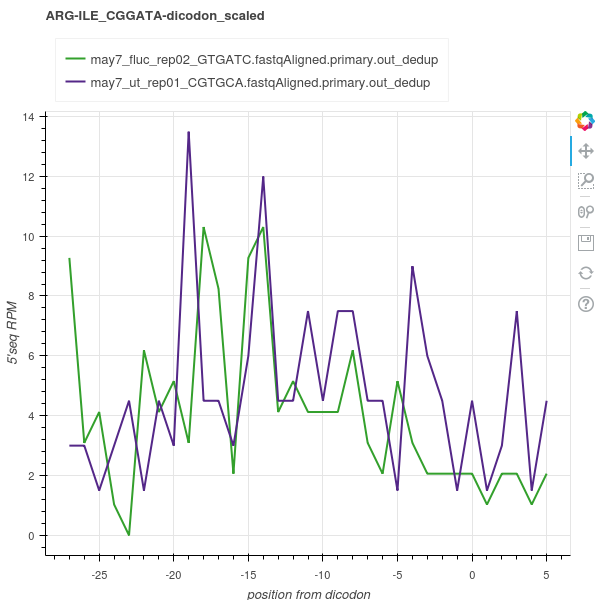 ARG-ILE_CGGATA-dicodon_scaled
may7_fluc_rep02_GTGATC.fastqAligned.primary.out_dedup
may7_ut_rep01_CGTGCA.fastqAligned.primary.out_dedup
14
12
10
8
6
4
2
0
5'seq RPM
-25 -20 -15 -10 -5 0 5
position from dicodon